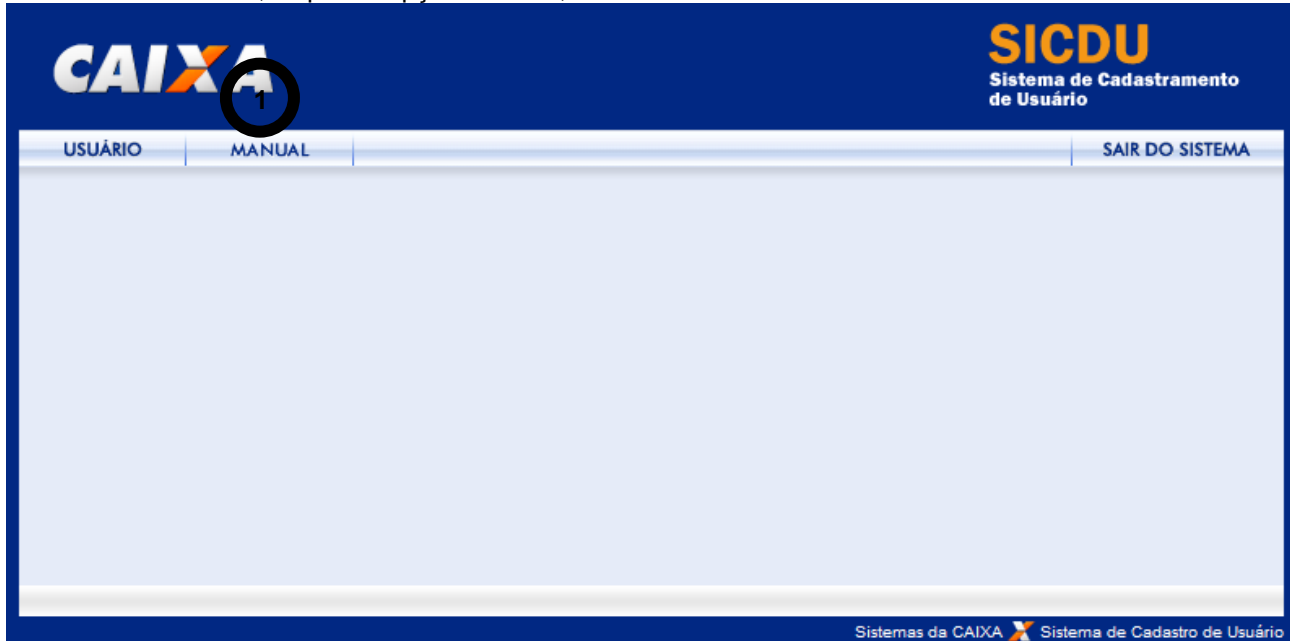 CAIXA
1
SICDU
Sistema de Cadastramento
de Usuário
USUÁRIO MANUAL SAIR DO SISTEMA
Sistemas da CAIXA Sistema de Cadastro de Usuário